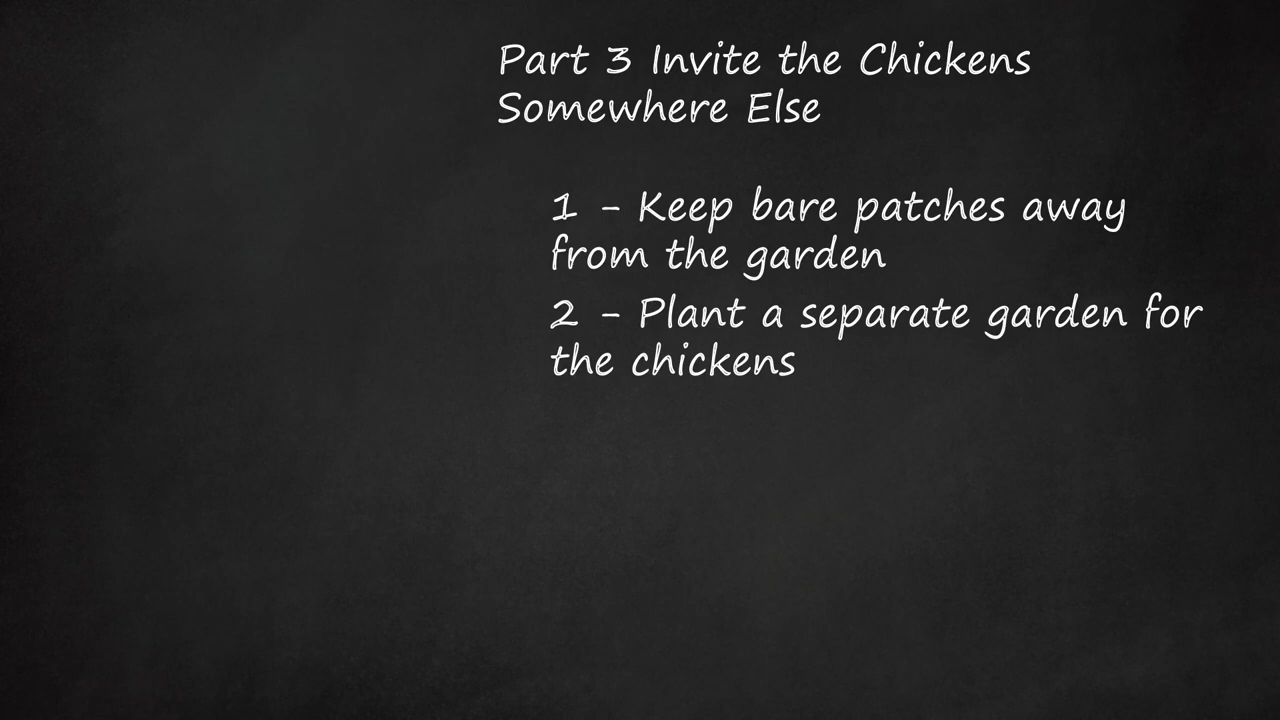 Part 3 Invite the Chickens
Somewhere Else
1 - Keep bare patches away
from the garden
2 - Plant a separate garden for
the chickens